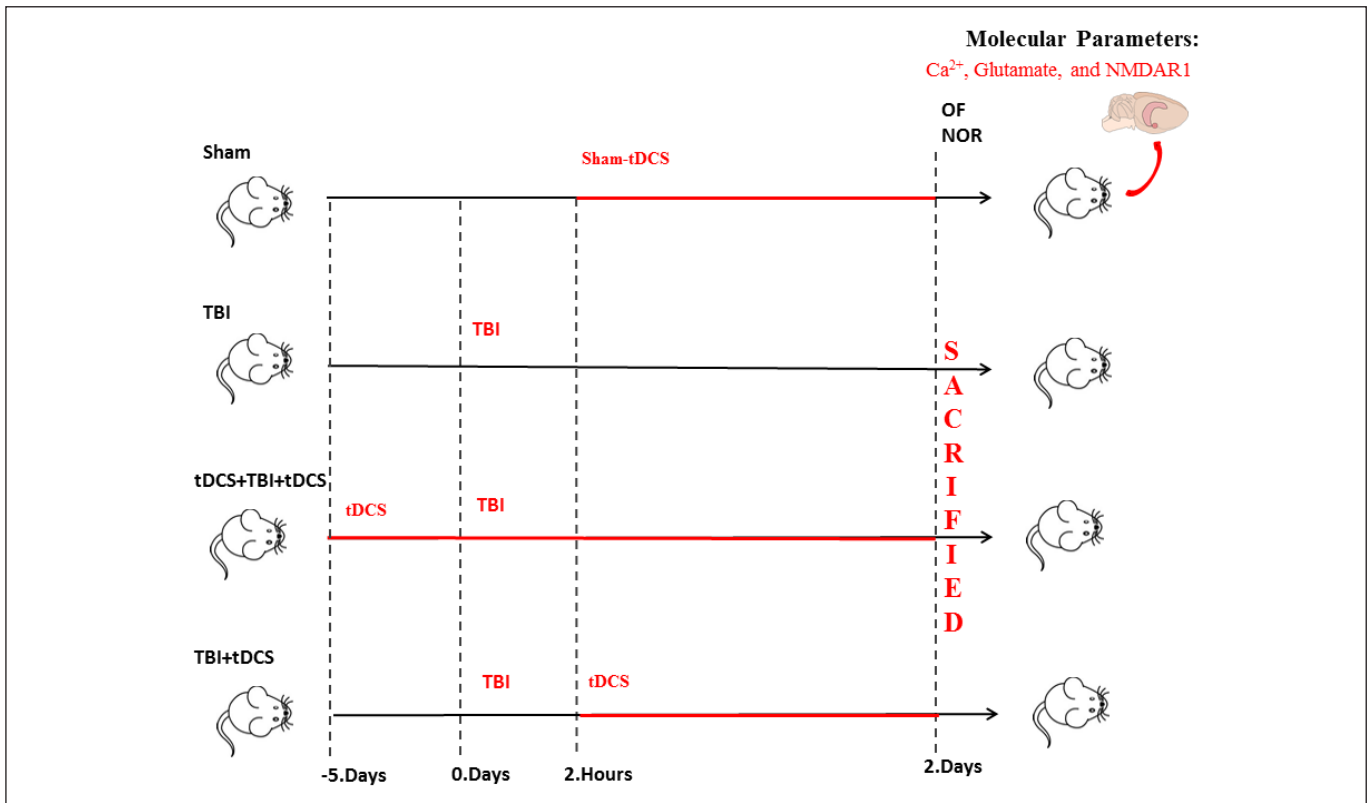 Molecular Parameters:
Ca²⁺, Glutamate, and NMDAR1
OF
NOR
Sham
Sham-tDCS
TBI
TBI
tDCS+TBI+tDCS
tDCS
TBI
TBI+tDCS
TBI
tDCS
S
A
C
R
I
F
I
E
D
-5.Days
0.Days
2.Hours
2.Days